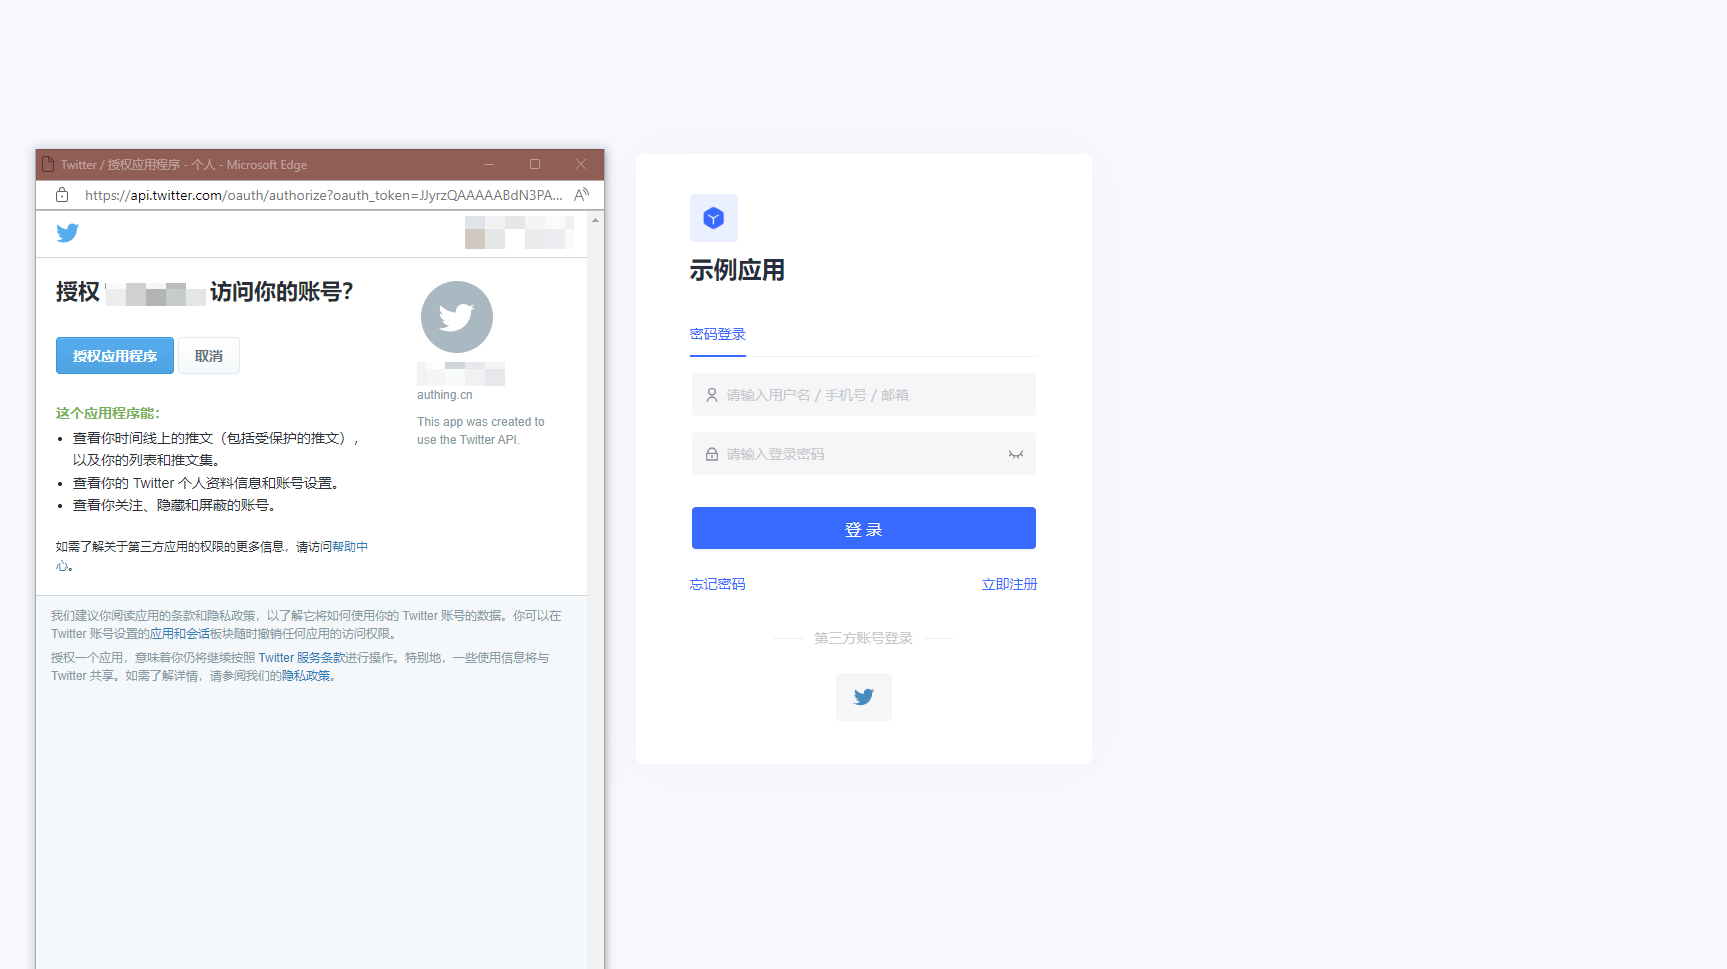 Twitter / 授权应用程序 - 个人 - Microsoft Edge
https://api.twitter.com/oauth/authorize?oauth_token=JJyrzQAAAAABdN3PA...
授权 访问你的账号？
授权应用程序 取消
authing.cn
This app was created to
use the Twitter API.
这个应用程序能：
查看你时间线上的推文（包括受保护的推文），
以及你的列表和推文集。
查看你的 Twitter 个人资料信息和账号设置。
查看你关注、隐藏和屏蔽的账号。
如需了解关于第三方应用的权限的更多信息，请访问帮助中
心。
我们建议你阅读应用的条款和隐私政策，以了解它将如何使用你的 Twitter 账号的数据。你可以在
Twitter 账号设置的应用和会话板块随时撤销任何应用的访问权限。
授权一个应用，意味着你仍将继续按照 Twitter 服务条款进行操作。特别地，一些使用信息将与
Twitter 共享。如需了解详情，请参阅我们的隐私政策。
示例应用
密码登录
请输入用户名 / 手机号 / 邮箱
请输入登录密码
登录
忘记密码 立即注册
第三方账号登录